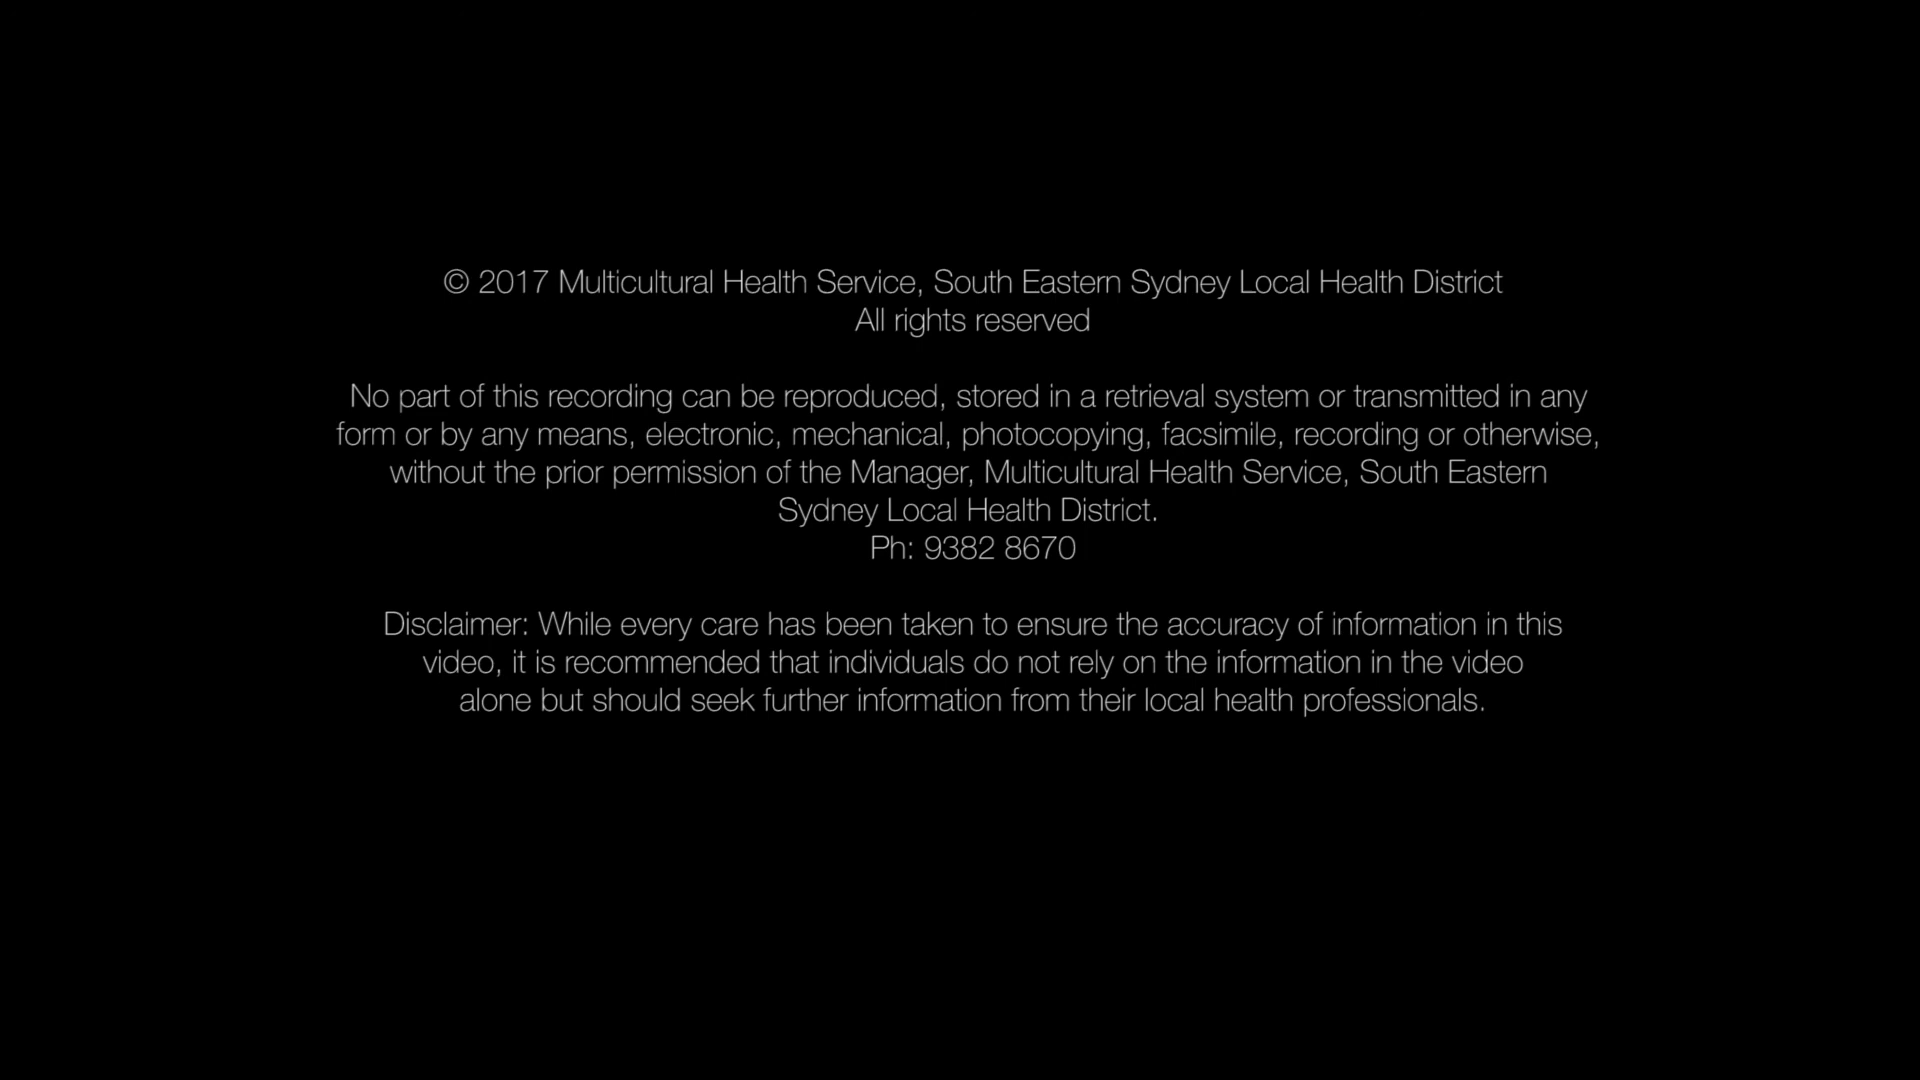 © 2017 Multicultural Health Service, South Eastern Sydney Local Health District
All rights reserved
No part of this recording can be reproduced, stored in a retrieval system or transmitted in any
form or by any means, electronic, mechanical, photocopying, facsimile, recording or otherwise,
without the prior permission of the Manager, Multicultural Health Service, South Eastern
Sydney Local Health District.
Ph: 9382 8670
Disclaimer: While every care has been taken to ensure the accuracy of information in this
video, it is recommended that individuals do not rely on the information in the video
alone but should seek further information from their local health professionals.